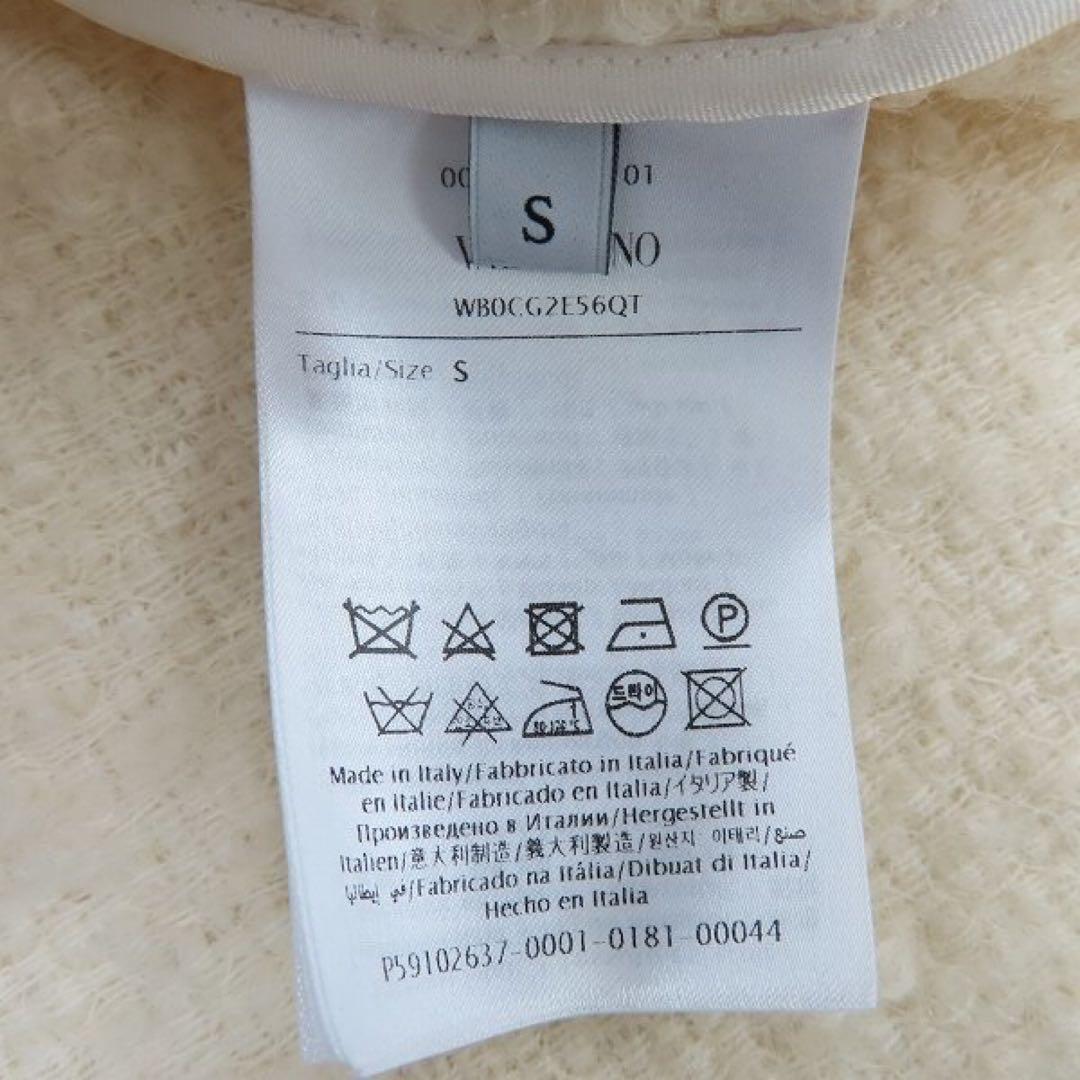 00 01
S
V NO
WB0CG2E56QT
Taglia/Size S
드라이
80-120°C
Made in Italy/Fabbricato in Italia/Fabriqué
en Italie/Fabricado en Italia/イタリア製/
Произведено в Италии/Hergestellt in
Italien/意大利制造/義大利製造/원산지 이태리/صنع
في إيطاليا/Fabricado na Itália/Dibuat di Italia/
Hecho en Italia
P59102637-0001-0181-00044